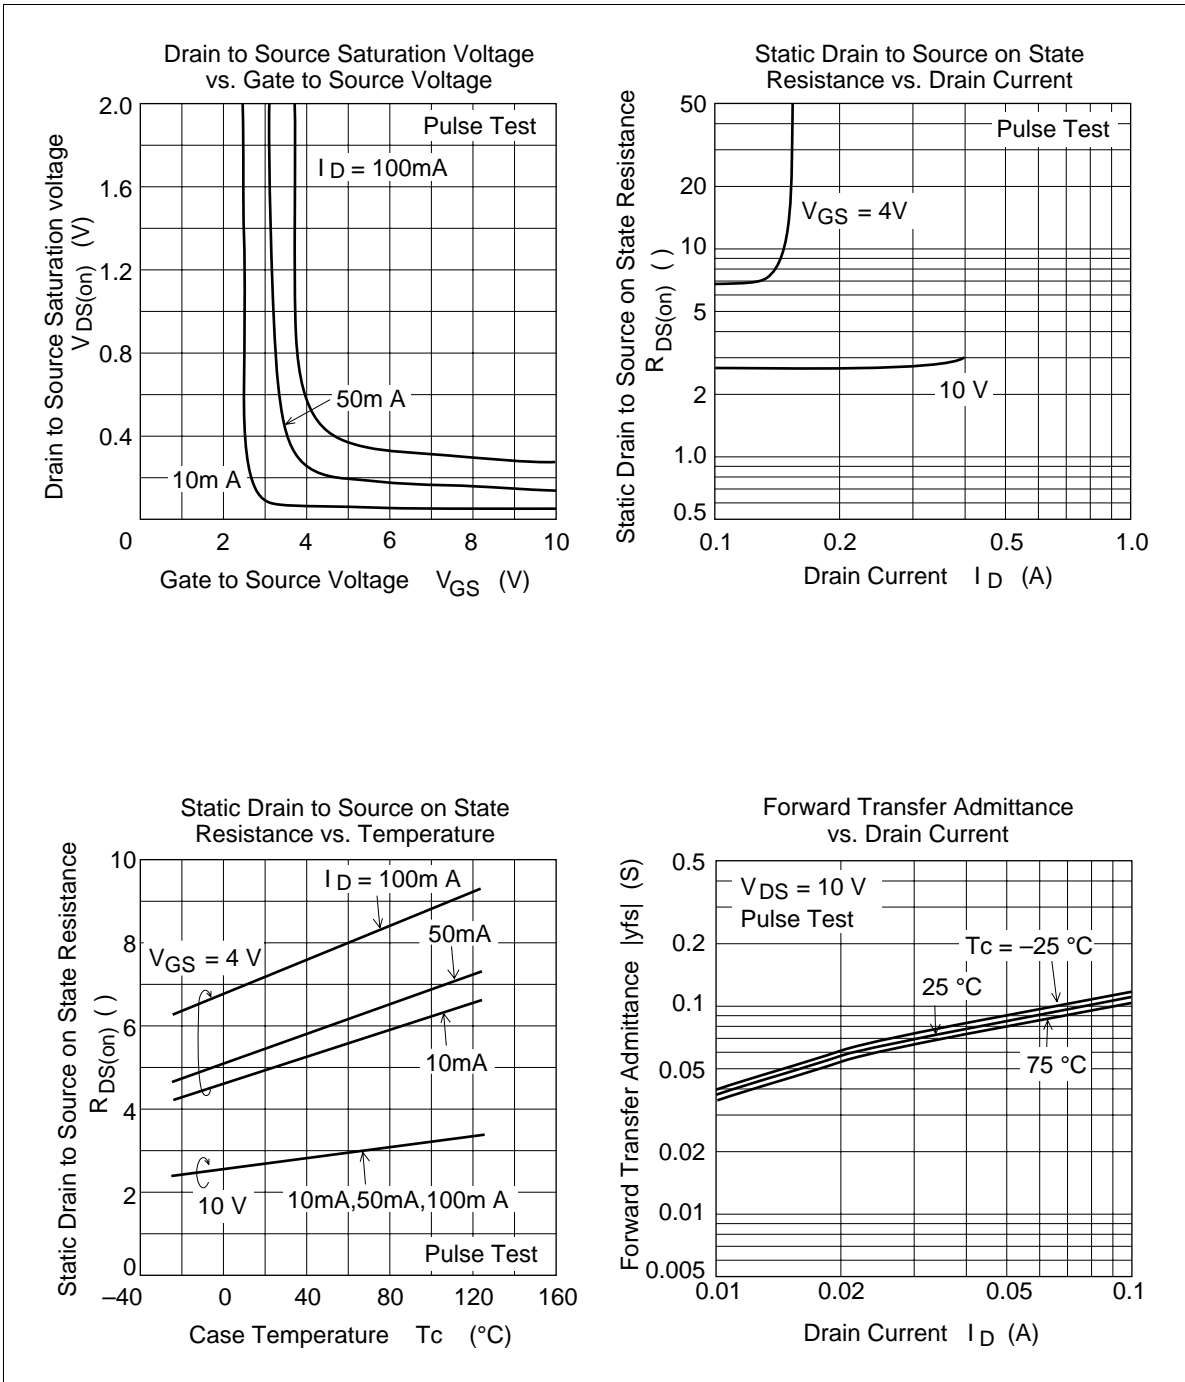 Drain to Source Saturation Voltage
vs. Gate to Source Voltage
2.0
1.6
1.2
0.8
0.4
0
2
4
6
8
10
Pulse Test
I D = 100mA
50m A
10m A
Drain to Source Saturation voltage
V DS(on) (V)
Gate to Source Voltage V GS (V)
Static Drain to Source on State
Resistance vs. Drain Current
50
20
10
5
2
1.0
0.5
0.1
0.2
0.5
1.0
Pulse Test
V GS = 4V
10 V
Static Drain to Source on State Resistance
R DS(on) ( )
Drain Current I D (A)
Static Drain to Source on State
Resistance vs. Temperature
10
8
6
4
2
0
–40
0
40
80
120
160
I D = 100m A
50mA
V GS = 4 V
10mA
10 V
10mA,50mA,100m A
Pulse Test
Static Drain to Source on State Resistance
R DS(on) ( )
Case Temperature Tc (°C)
Forward Transfer Admittance
vs. Drain Current
0.5
0.2
0.1
0.05
0.02
0.01
0.005
0.01
0.02
0.05
0.1
V DS = 10 V
Pulse Test
Tc = –25 °C
25 °C
75 °C
Forward Transfer Admittance |yfs| (S)
Drain Current I D (A)